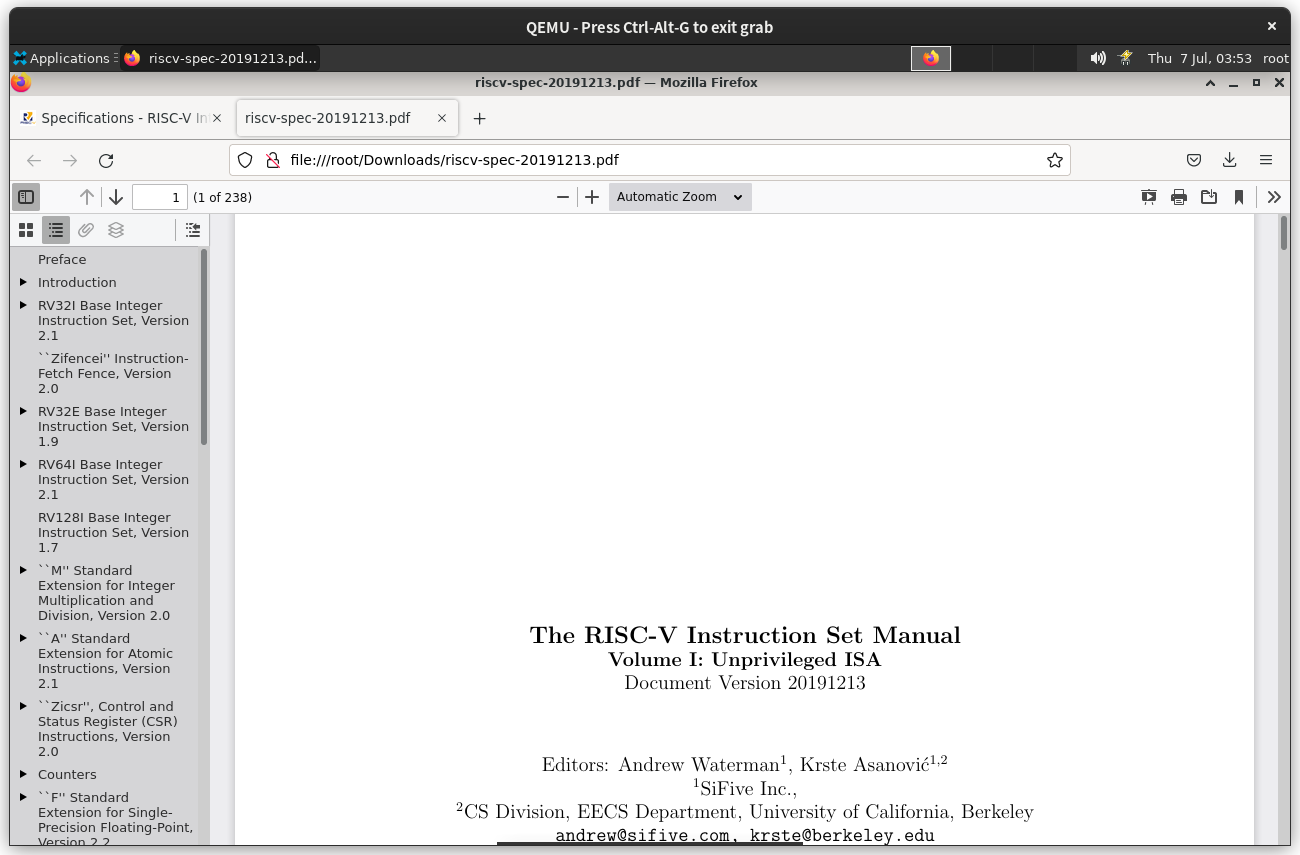 QEMU - Press Ctrl-Alt-G to exit grab
Applications
riscv-spec-20191213.pd...
Thu 7 Jul, 03:53 root
riscv-spec-20191213.pdf — Mozilla Firefox
Specifications - RISC-V In
riscv-spec-20191213.pdf
file:///root/Downloads/riscv-spec-20191213.pdf
1 (1 of 238)
Automatic Zoom
Preface
Introduction
RV32I Base Integer
Instruction Set, Version
2.1
``Zifencei'' Instruction-
Fetch Fence, Version
2.0
RV32E Base Integer
Instruction Set, Version
1.9
RV64I Base Integer
Instruction Set, Version
2.1
RV128I Base Integer
Instruction Set, Version
1.7
``M'' Standard
Extension for Integer
Multiplication and
Division, Version 2.0
``A'' Standard
Extension for Atomic
Instructions, Version
2.1
``Zicsr'', Control and
Status Register (CSR)
Instructions, Version
2.0
Counters
``F'' Standard
Extension for Single-
Precision Floating-Point,
Version 2.2
The RISC-V Instruction Set Manual
Volume I: Unprivileged ISA
Document Version 20191213
Editors: Andrew Waterman1, Krste Asanović1,2
1SiFive Inc.,
2CS Division, EECS Department, University of California, Berkeley
andrew@sifive.com, krste@berkeley.edu